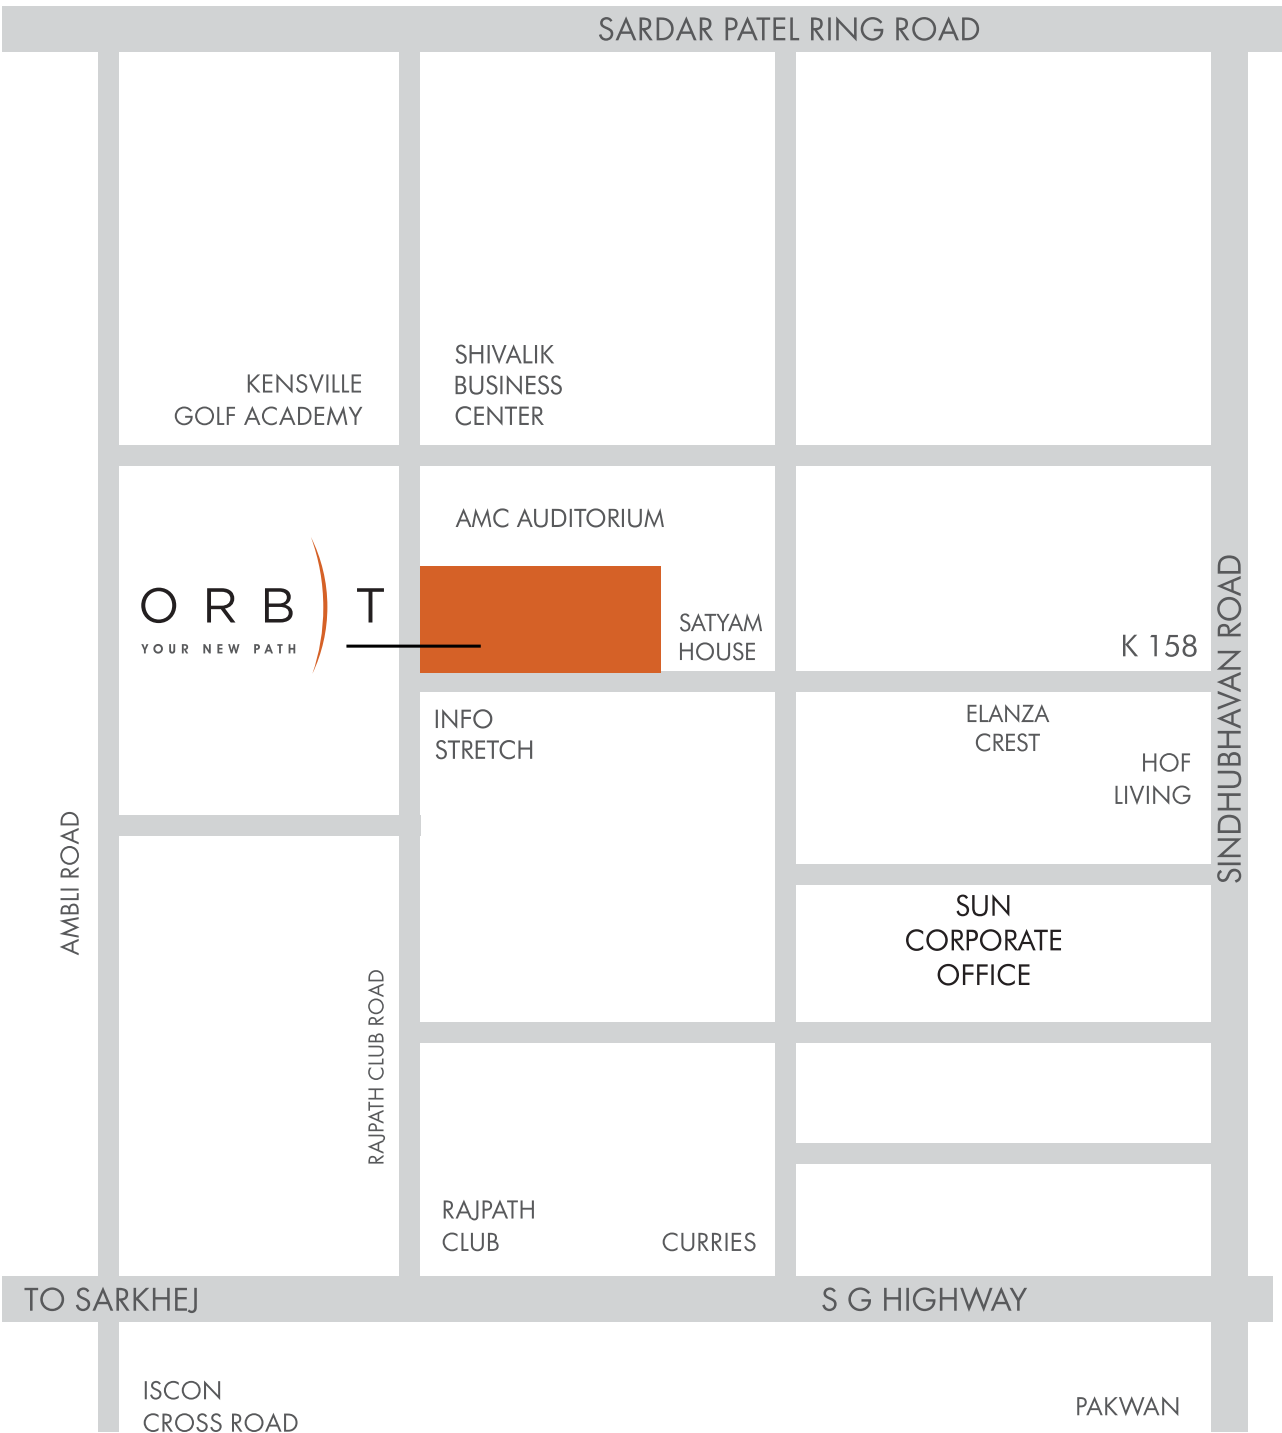 SARDAR PATEL RING ROAD
KENSVILLE
GOLF ACADEMY
SHIVALIK
BUSINESS
CENTER
AMC AUDITORIUM
ORBIT
YOUR NEW PATH
SATYAM
HOUSE
K 158
SINDHUBHAVAN ROAD
INFO
STRETCH
ELANZA
CREST
HOF
LIVING
AMBLI ROAD
SUN
CORPORATE
OFFICE
RAJPATH CLUB ROAD
RAJPATH
CLUB
CURRIES
TO SARKHEJ
S G HIGHWAY
ISCON
CROSS ROAD
PAKWAN